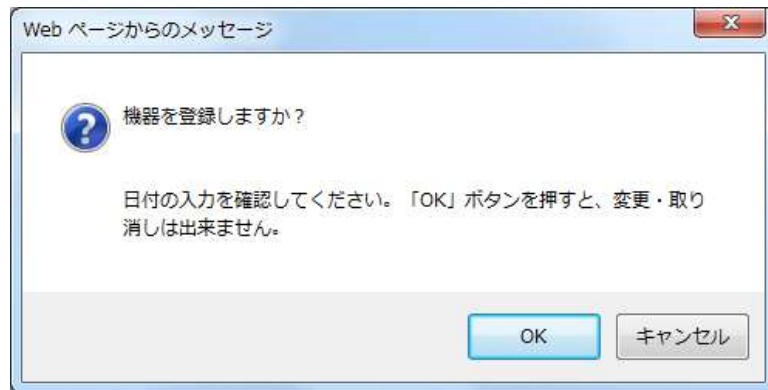 Web ページからのメッセージ
機器を登録しますか？
日付の入力を確認してください。「OK」ボタンを押すと、変更・取り
消しは出来ません。
OK
キャンセル